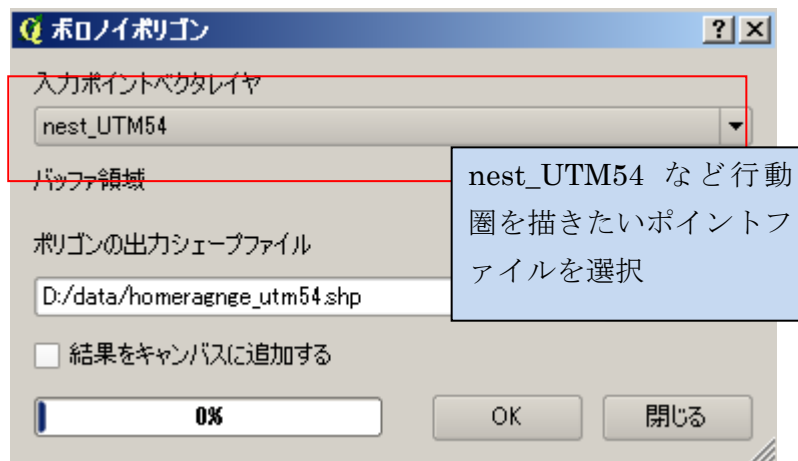 ボロノイポリゴン
入力ポイントベクタレイヤ
nest_UTM54
バッファ領域
nest_UTM54 など行動
圏を描きたいポイントフ
ァイルを選択
ポリゴンの出力シェープファイル
D:/data/homeragnge_utm54.shp
結果をキャンバスに追加する
0%
OK
閉じる